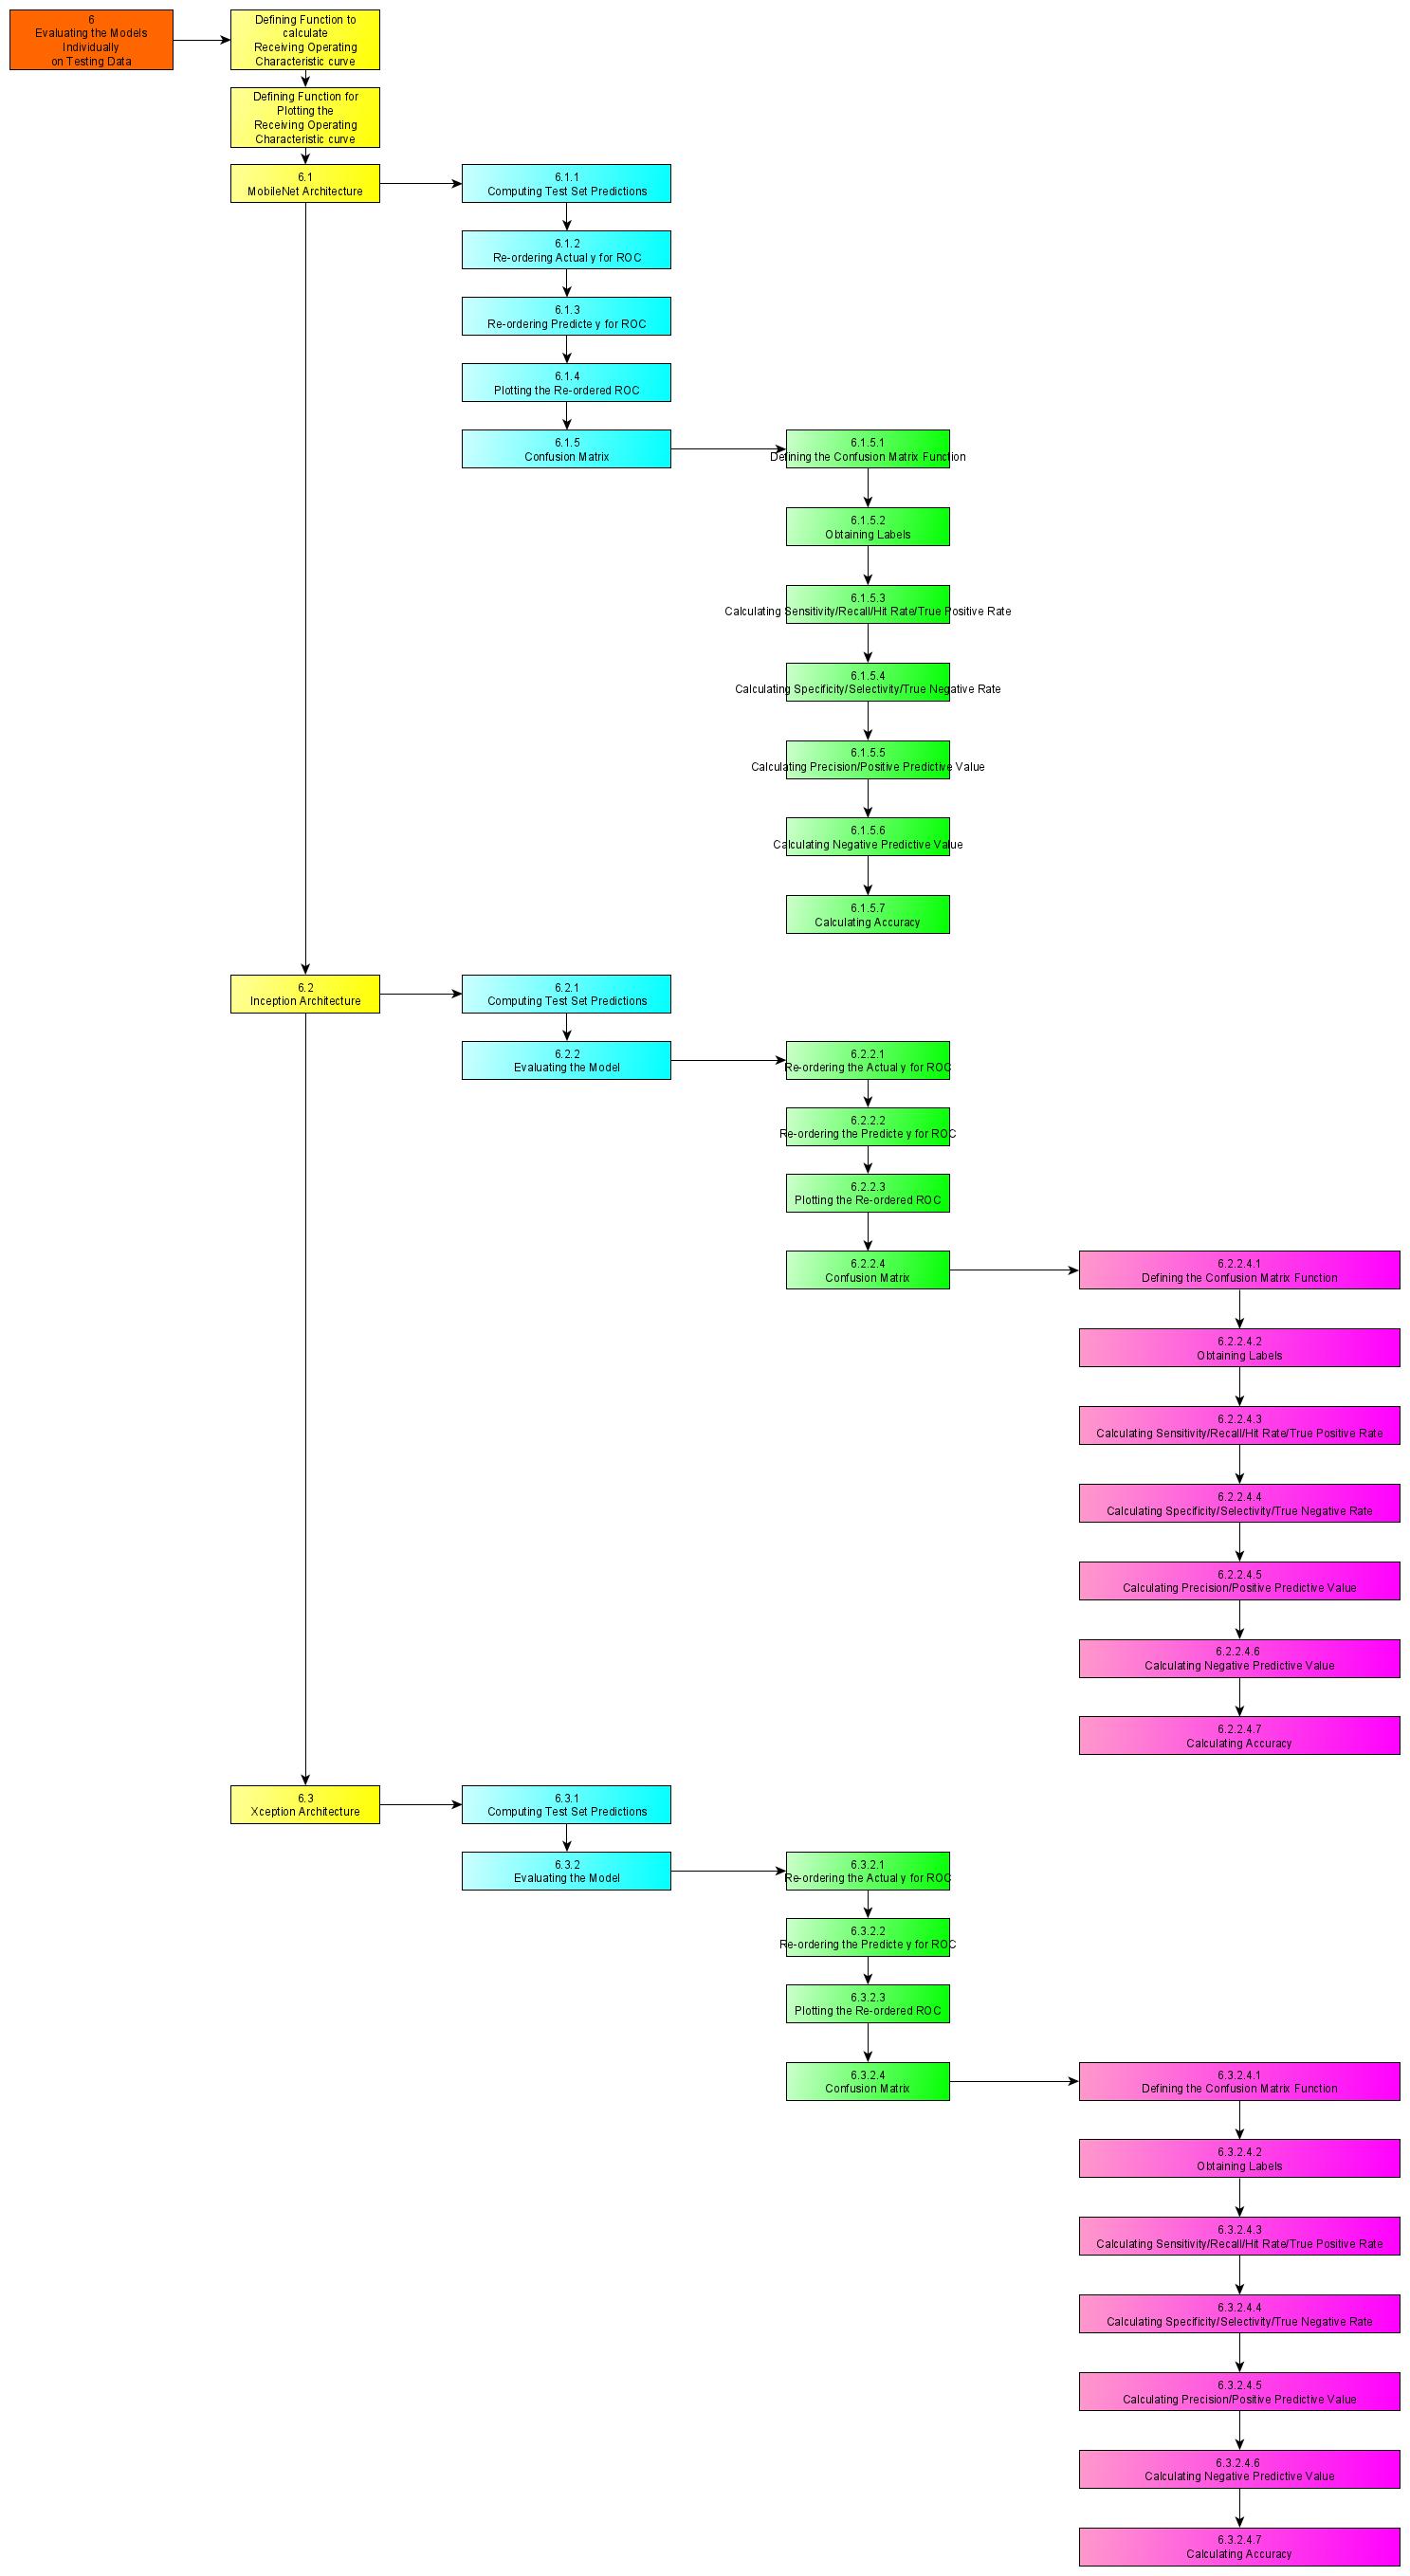 6
Evaluating the Models
Individually
on Testing Data
Defining Function to
calculate
Receiving Operating
Characteristic curve
Defining Function for
Plotting the
Receiving Operating
Characteristic curve
6.1
MobileNet Architecture
6.1.1
Computing Test Set Predictions
6.1.2
Re-ordering Actual y for ROC
6.1.3
Re-ordering Predicte y for ROC
6.1.4
Plotting the Re-ordered ROC
6.1.5
Confusion Matrix
6.1.5.1
Defining the Confusion Matrix Function
6.1.5.2
Obtaining Labels
6.1.5.3
Calculating Sensitivity/Recall/Hit Rate/True Positive Rate
6.1.5.4
Calculating Specificity/Selectivity/True Negative Rate
6.1.5.5
Calculating Precision/Positive Predictive Value
6.1.5.6
Calculating Negative Predictive Value
6.1.5.7
Calculating Accuracy
6.2
Inception Architecture
6.2.1
Computing Test Set Predictions
6.2.2
Evaluating the Model
6.2.2.1
Re-ordering the Actual y for ROC
6.2.2.2
Re-ordering the Predicte y for ROC
6.2.2.3
Plotting the Re-ordered ROC
6.2.2.4
Confusion Matrix
6.2.2.4.1
Defining the Confusion Matrix Function
6.2.2.4.2
Obtaining Labels
6.2.2.4.3
Calculating Sensitivity/Recall/Hit Rate/True Positive Rate
6.2.2.4.4
Calculating Specificity/Selectivity/True Negative Rate
6.2.2.4.5
Calculating Precision/Positive Predictive Value
6.2.2.4.6
Calculating Negative Predictive Value
6.2.2.4.7
Calculating Accuracy
6.3
Xception Architecture
6.3.1
Computing Test Set Predictions
6.3.2
Evaluating the Model
6.3.2.1
Re-ordering the Actual y for ROC
6.3.2.2
Re-ordering the Predicte y for ROC
6.3.2.3
Plotting the Re-ordered ROC
6.3.2.4
Confusion Matrix
6.3.2.4.1
Defining the Confusion Matrix Function
6.3.2.4.2
Obtaining Labels
6.3.2.4.3
Calculating Sensitivity/Recall/Hit Rate/True Positive Rate
6.3.2.4.4
Calculating Specificity/Selectivity/True Negative Rate
6.3.2.4.5
Calculating Precision/Positive Predictive Value
6.3.2.4.6
Calculating Negative Predictive Value
6.3.2.4.7
Calculating Accuracy